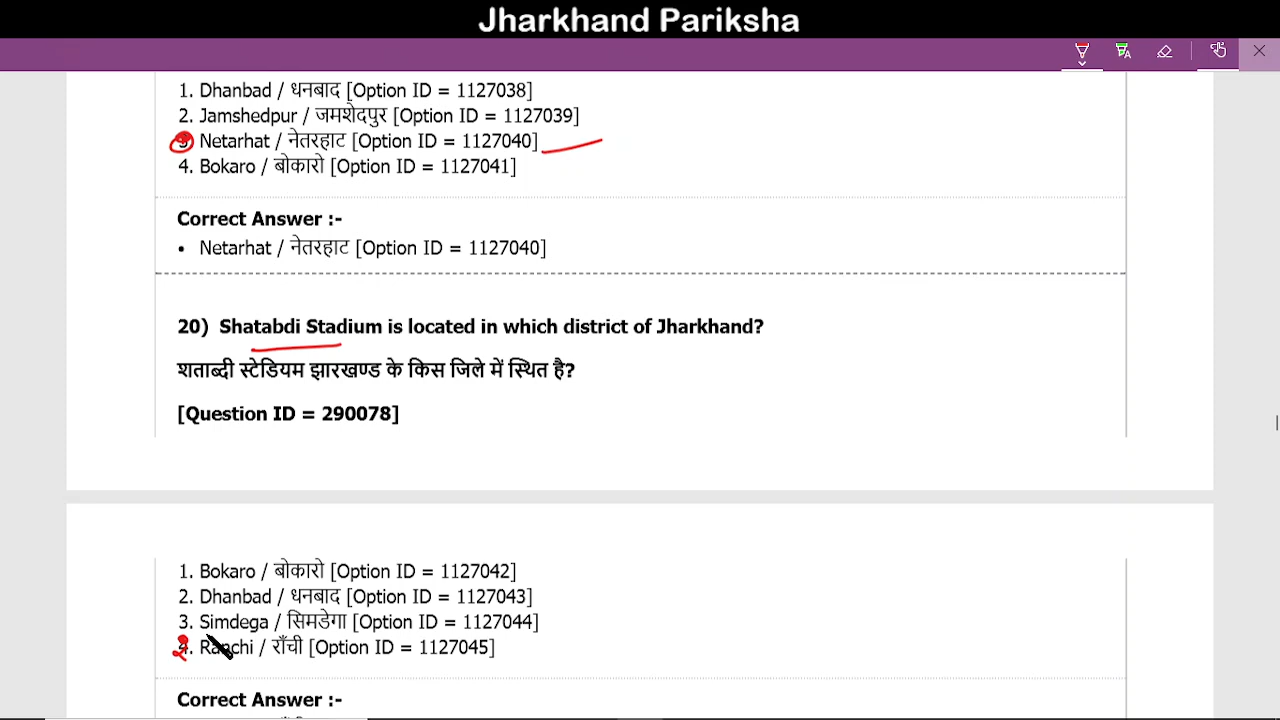 Jharkhand Pariksha
1. Dhanbad / धनबाद [Option ID = 1127038]
2. Jamshedpur / जमशेदपुर [Option ID = 1127039]
3. Netarhat / नेतरहाट [Option ID = 1127040]
4. Bokaro / बोकारो [Option ID = 1127041]
Correct Answer :-
• Netarhat / नेतरहाट [Option ID = 1127040]
20) Shatabdi Stadium is located in which district of Jharkhand?
शताब्दी स्टेडियम झारखण्ड के किस जिले में स्थित है?
[Question ID = 290078]
1. Bokaro / बोकारो [Option ID = 1127042]
2. Dhanbad / धनबाद [Option ID = 1127043]
3. Simdega / सिमडेगा [Option ID = 1127044]
4. Ranchi / राँची [Option ID = 1127045]
Correct Answer :-